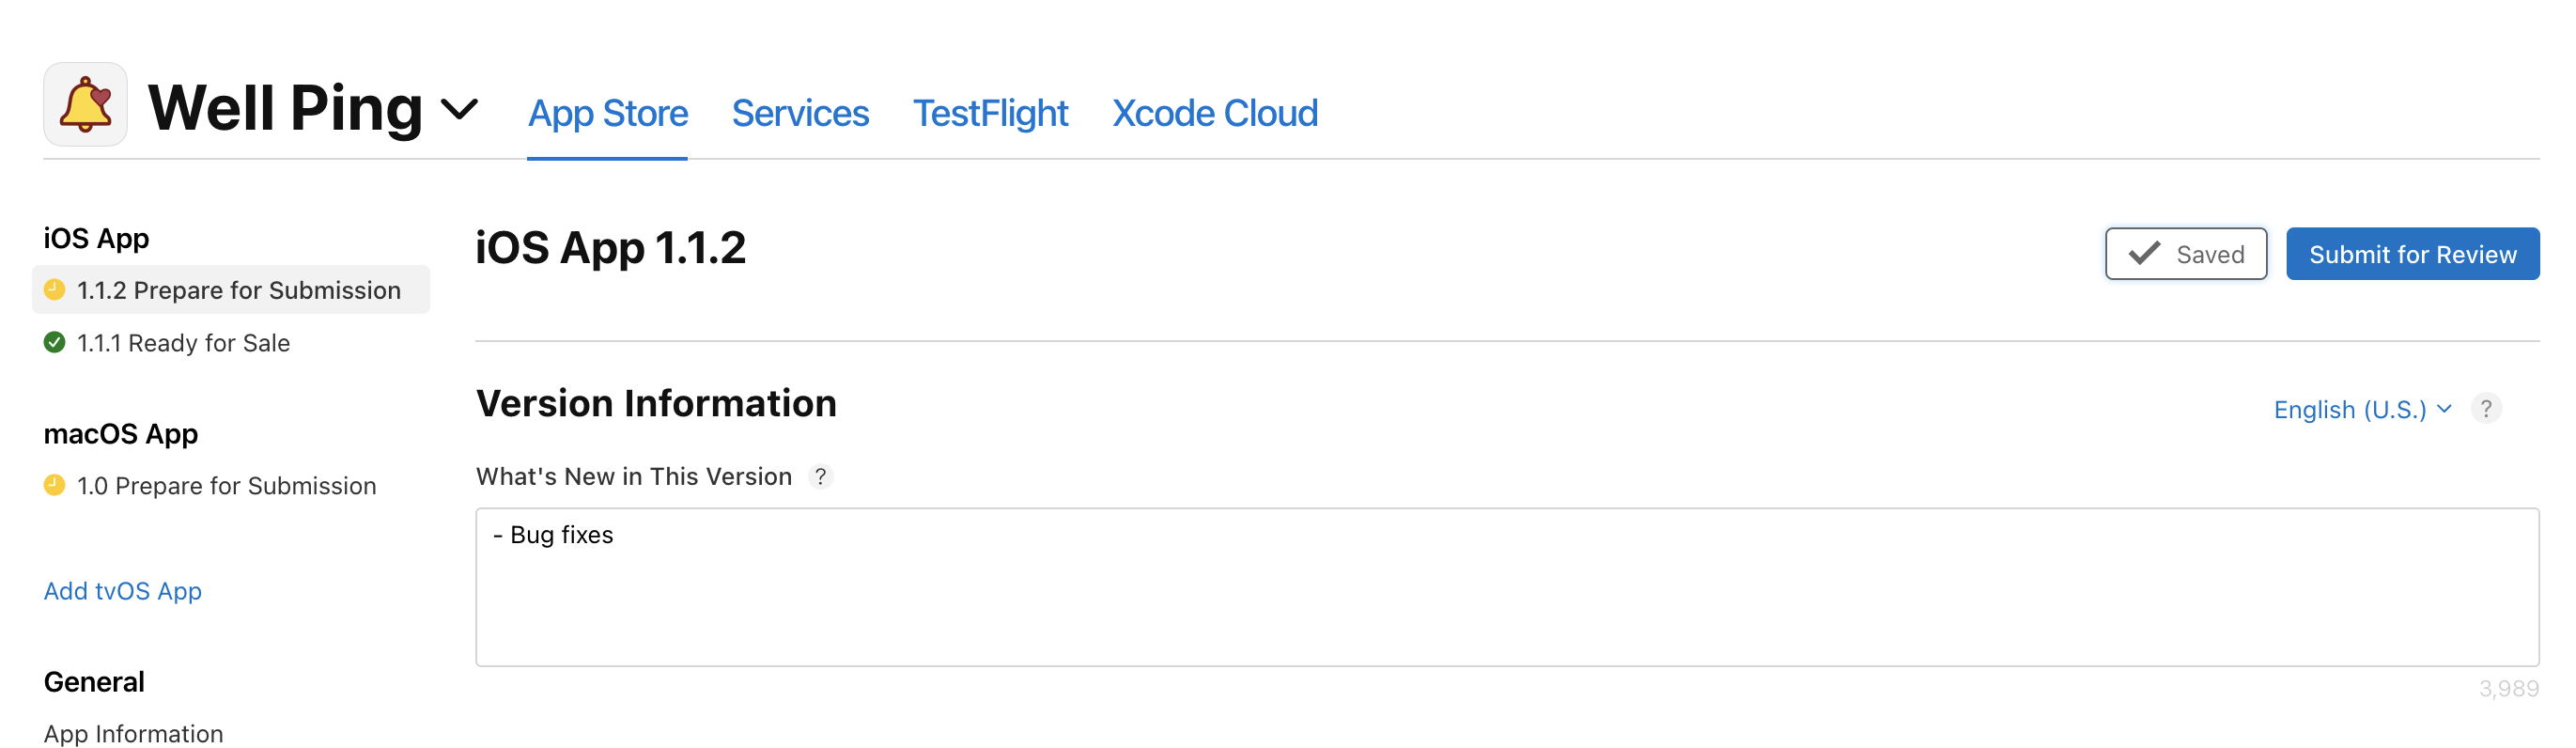 Well Ping
App Store
Services
TestFlight
Xcode Cloud
iOS App
1.1.2 Prepare for Submission
1.1.1 Ready for Sale
macOS App
1.0 Prepare for Submission
Add tvOS App
General
App Information
iOS App 1.1.2
Saved
Submit for Review
Version Information
English (U.S.)
?
What's New in This Version ?
- Bug fixes
3,989